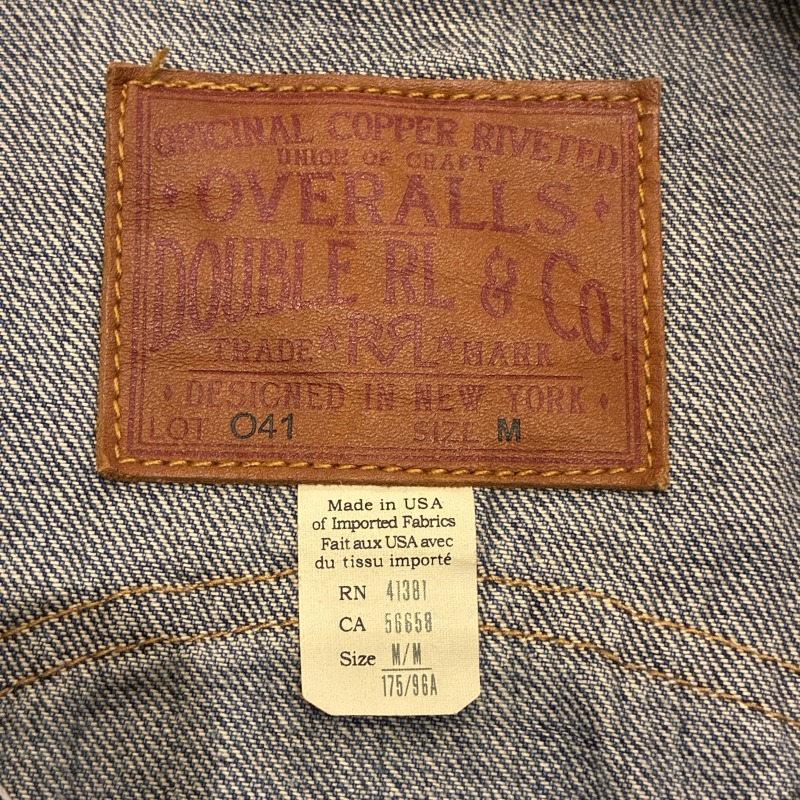 ORIGINAL COPPER RIVETED
UNION OF CRAFT
OVERALLS
DOUBLE RL & Co.
TRADE RRL MARK
DESIGNED IN NEW YORK
LOT 041 SIZE M
Made in USA
of Imported Fabrics
Fait aux USA avec
du tissu importé
RN 41381
CA 56658
Size M/M
175/96A